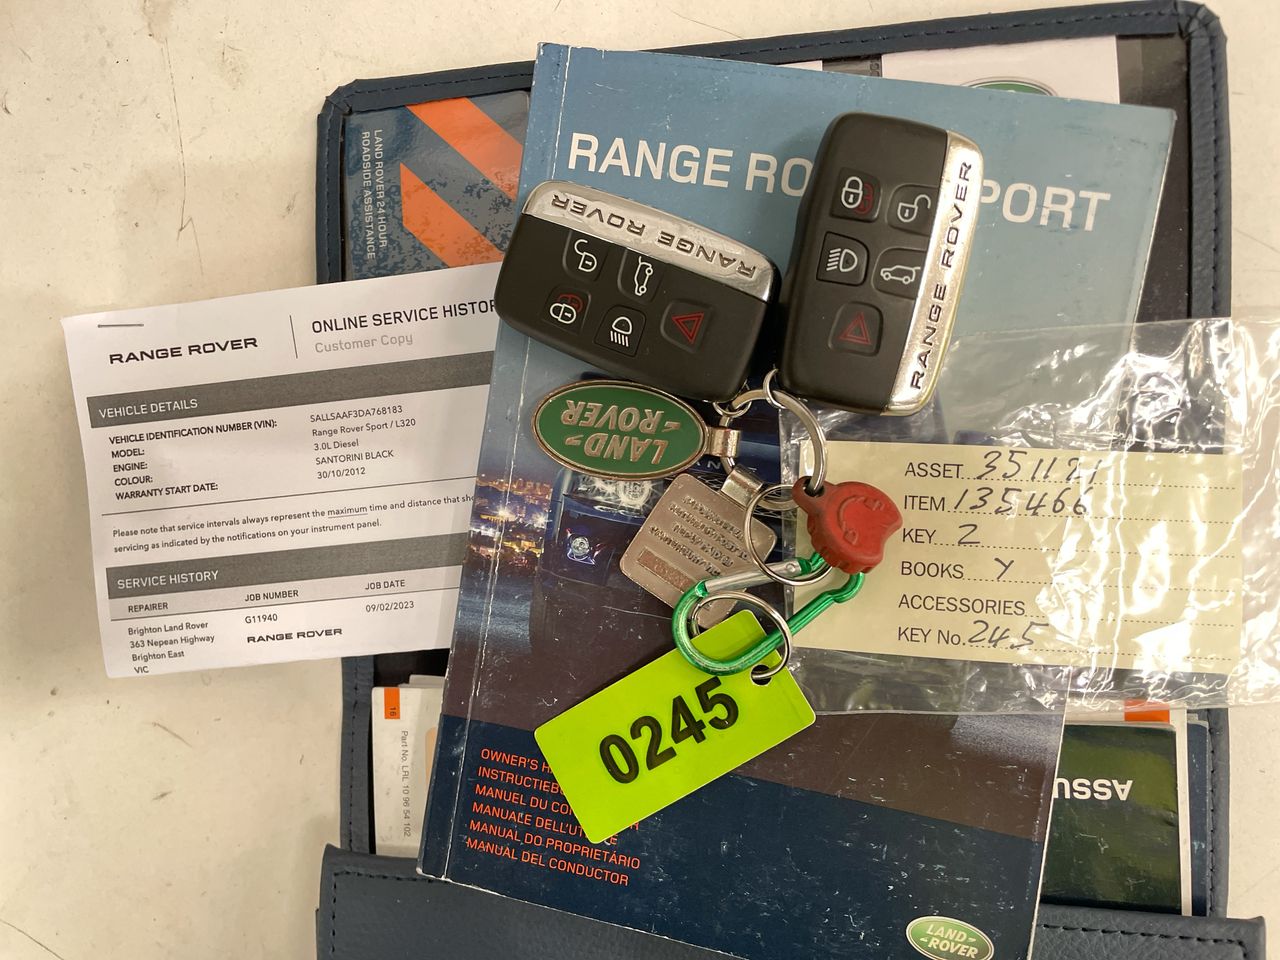 LAND ROVER 24 HOUR
ROADSIDE ASSISTANCE
RANGE RO PORT
RANGE ROVER
RANGE ROVER
RANGE ROVER
ONLINE SERVICE HISTOR
Customer Copy
VEHICLE DETAILS
VEHICLE IDENTIFICATION NUMBER (VIN): SALLSAAF3DA768183
MODEL: Range Rover Sport / L320
ENGINE: 3.0L Diesel
COLOUR: SANTORINI BLACK
WARRANTY START DATE: 30/10/2012
Please note that service intervals always represent the maximum time and distance that
servicing as indicated by the notifications on your instrument panel.
SERVICE HISTORY
REPAIRER JOB NUMBER JOB DATE
Brighton Land Rover G11940 09/02/2023
363 Nepean Highway RANGE ROVER
Brighton East
VIC
LAND
ROVER
ASSET 351121
ITEM 135466
KEY 2
BOOKS Y
ACCESSORIES
KEY No. 245
0245
OWNER'S H
INSTRUCTIEB
MANUEL DU CON
MANUALE DELL'UT
MANUAL DO PROPRIETÁRIO
MANUAL DEL CONDUCTOR
16
Part No. LRL 10 96 54 102
ASSU
LAND
ROVER